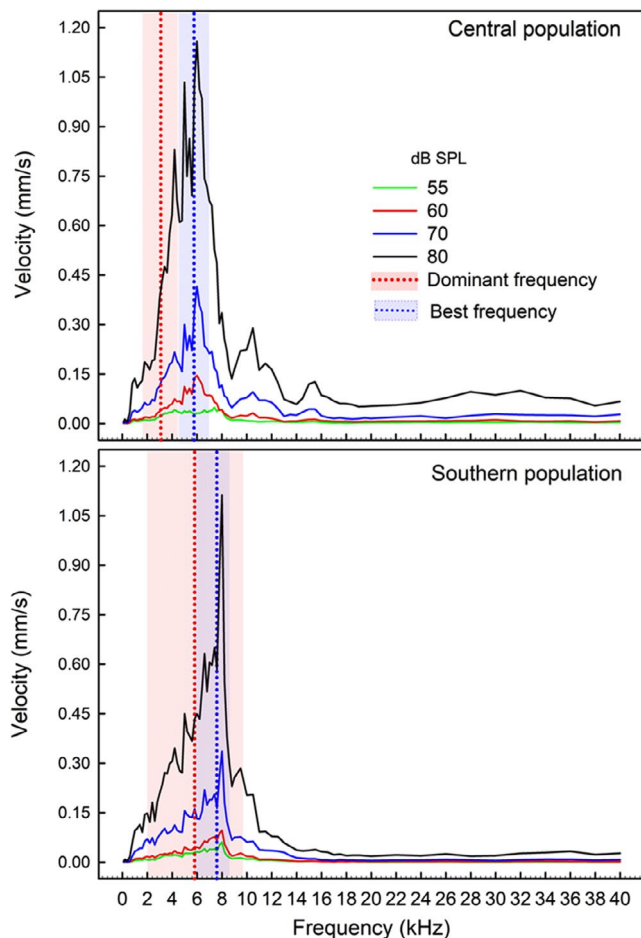 1.20
Central population
1.05
0.90
dB SPL
0.75
55
60
0.60
70
80
0.45
Dominant frequency
0.30
Best frequency
0.15
0.00
Velocity (mm/s)
1.20
Southern population
1.05
0.90
0.75
0.60
0.45
0.30
0.15
0.00
Velocity (mm/s)
0 2 4 6 8 10 12 14 16 18 20 22 24 26 28 30 32 34 36 38 40
Frequency (kHz)